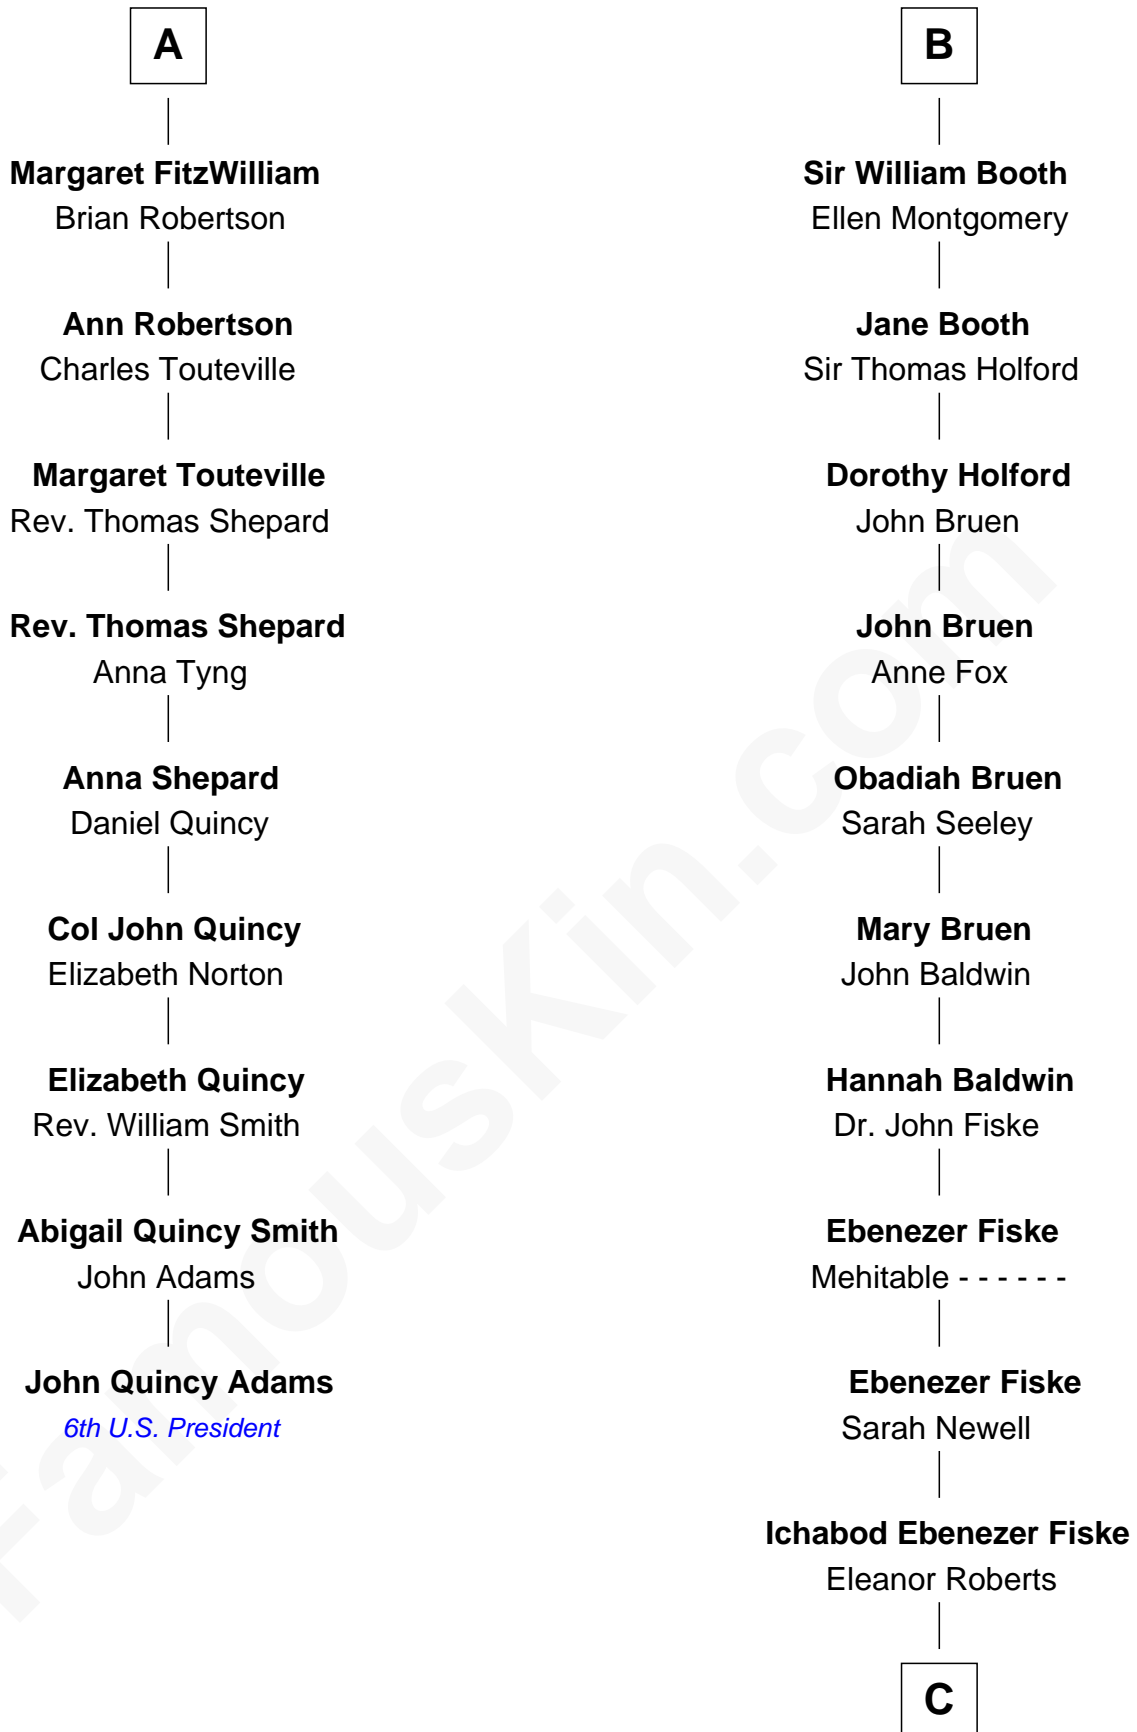 A
Margaret FitzWilliam
Brian Robertson
Ann Robertson
Charles Touteville
Margaret Touteville
Rev. Thomas Shepard
Rev. Thomas Shepard
Anna Tyng
Anna Shepard
Daniel Quincy
Col John Quincy
Elizabeth Norton
Elizabeth Quincy
Rev. William Smith
Abigail Quincy Smith
John Adams
John Quincy Adams
6th U.S. President
B
Sir William Booth
Ellen Montgomery
Jane Booth
Sir Thomas Holford
Dorothy Holford
John Bruen
John Bruen
Anne Fox
Obadiah Bruen
Sarah Seeley
Mary Bruen
John Baldwin
Hannah Baldwin
Dr. John Fiske
Ebenezer Fiske
Mehitable - - - - - -
Ebenezer Fiske
Sarah Newell
Ichabod Ebenezer Fiske
Eleanor Roberts
C
FamousKin.com